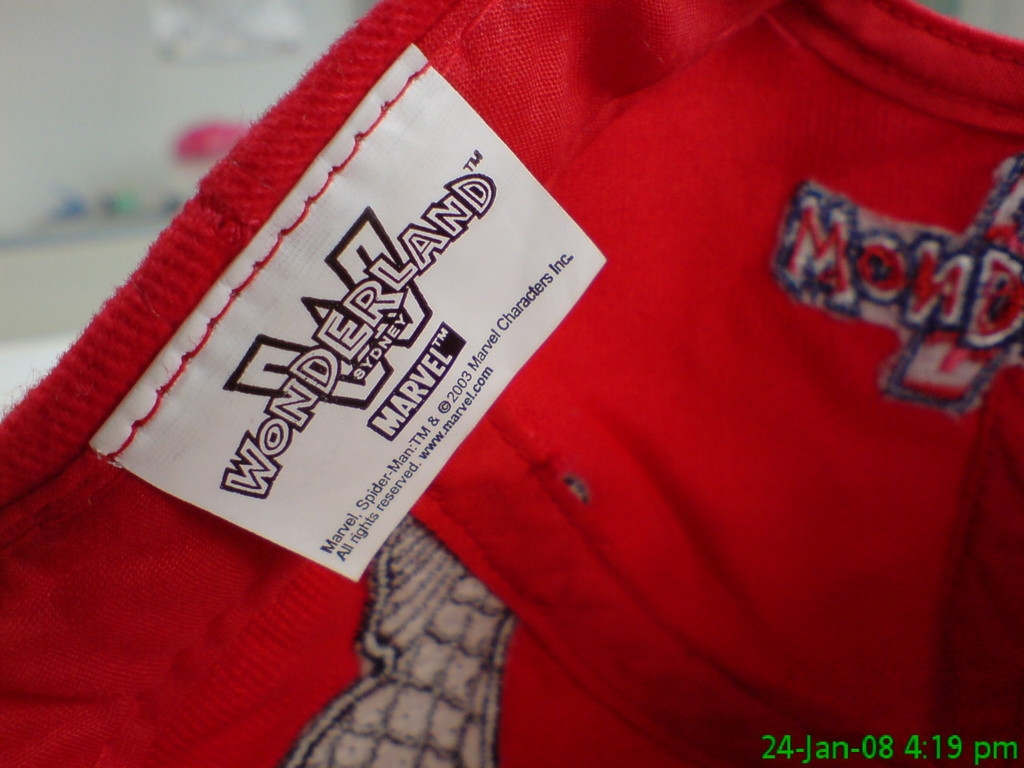 WONDERLAND™
SYDNEY
MARVEL™
Marvel, Spider-Man:TM & ©2003 Marvel Characters Inc.
All rights reserved. www.marvel.com
WOND
24-Jan-08 4:19 pm